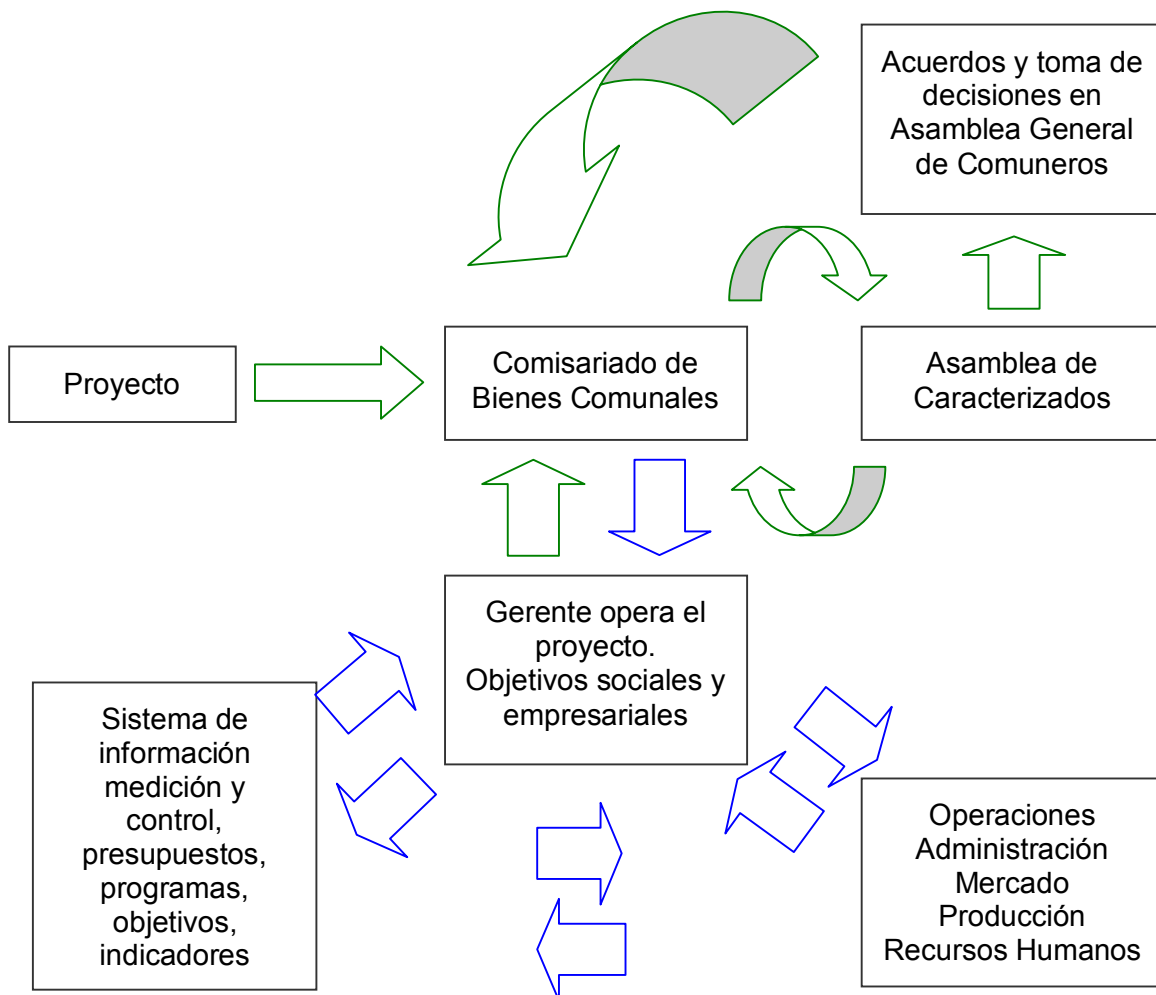 Acuerdos y toma de
decisiones en
Asamblea General
de Comuneros
Proyecto
Comisariado de
Bienes Comunales
Asamblea de
Caracterizados
Gerente opera el
proyecto.
Objetivos sociales y
empresariales
Sistema de
información
medición y
control,
presupuestos,
programas,
objetivos,
indicadores
Operaciones
Administración
Mercado
Producción
Recursos Humanos